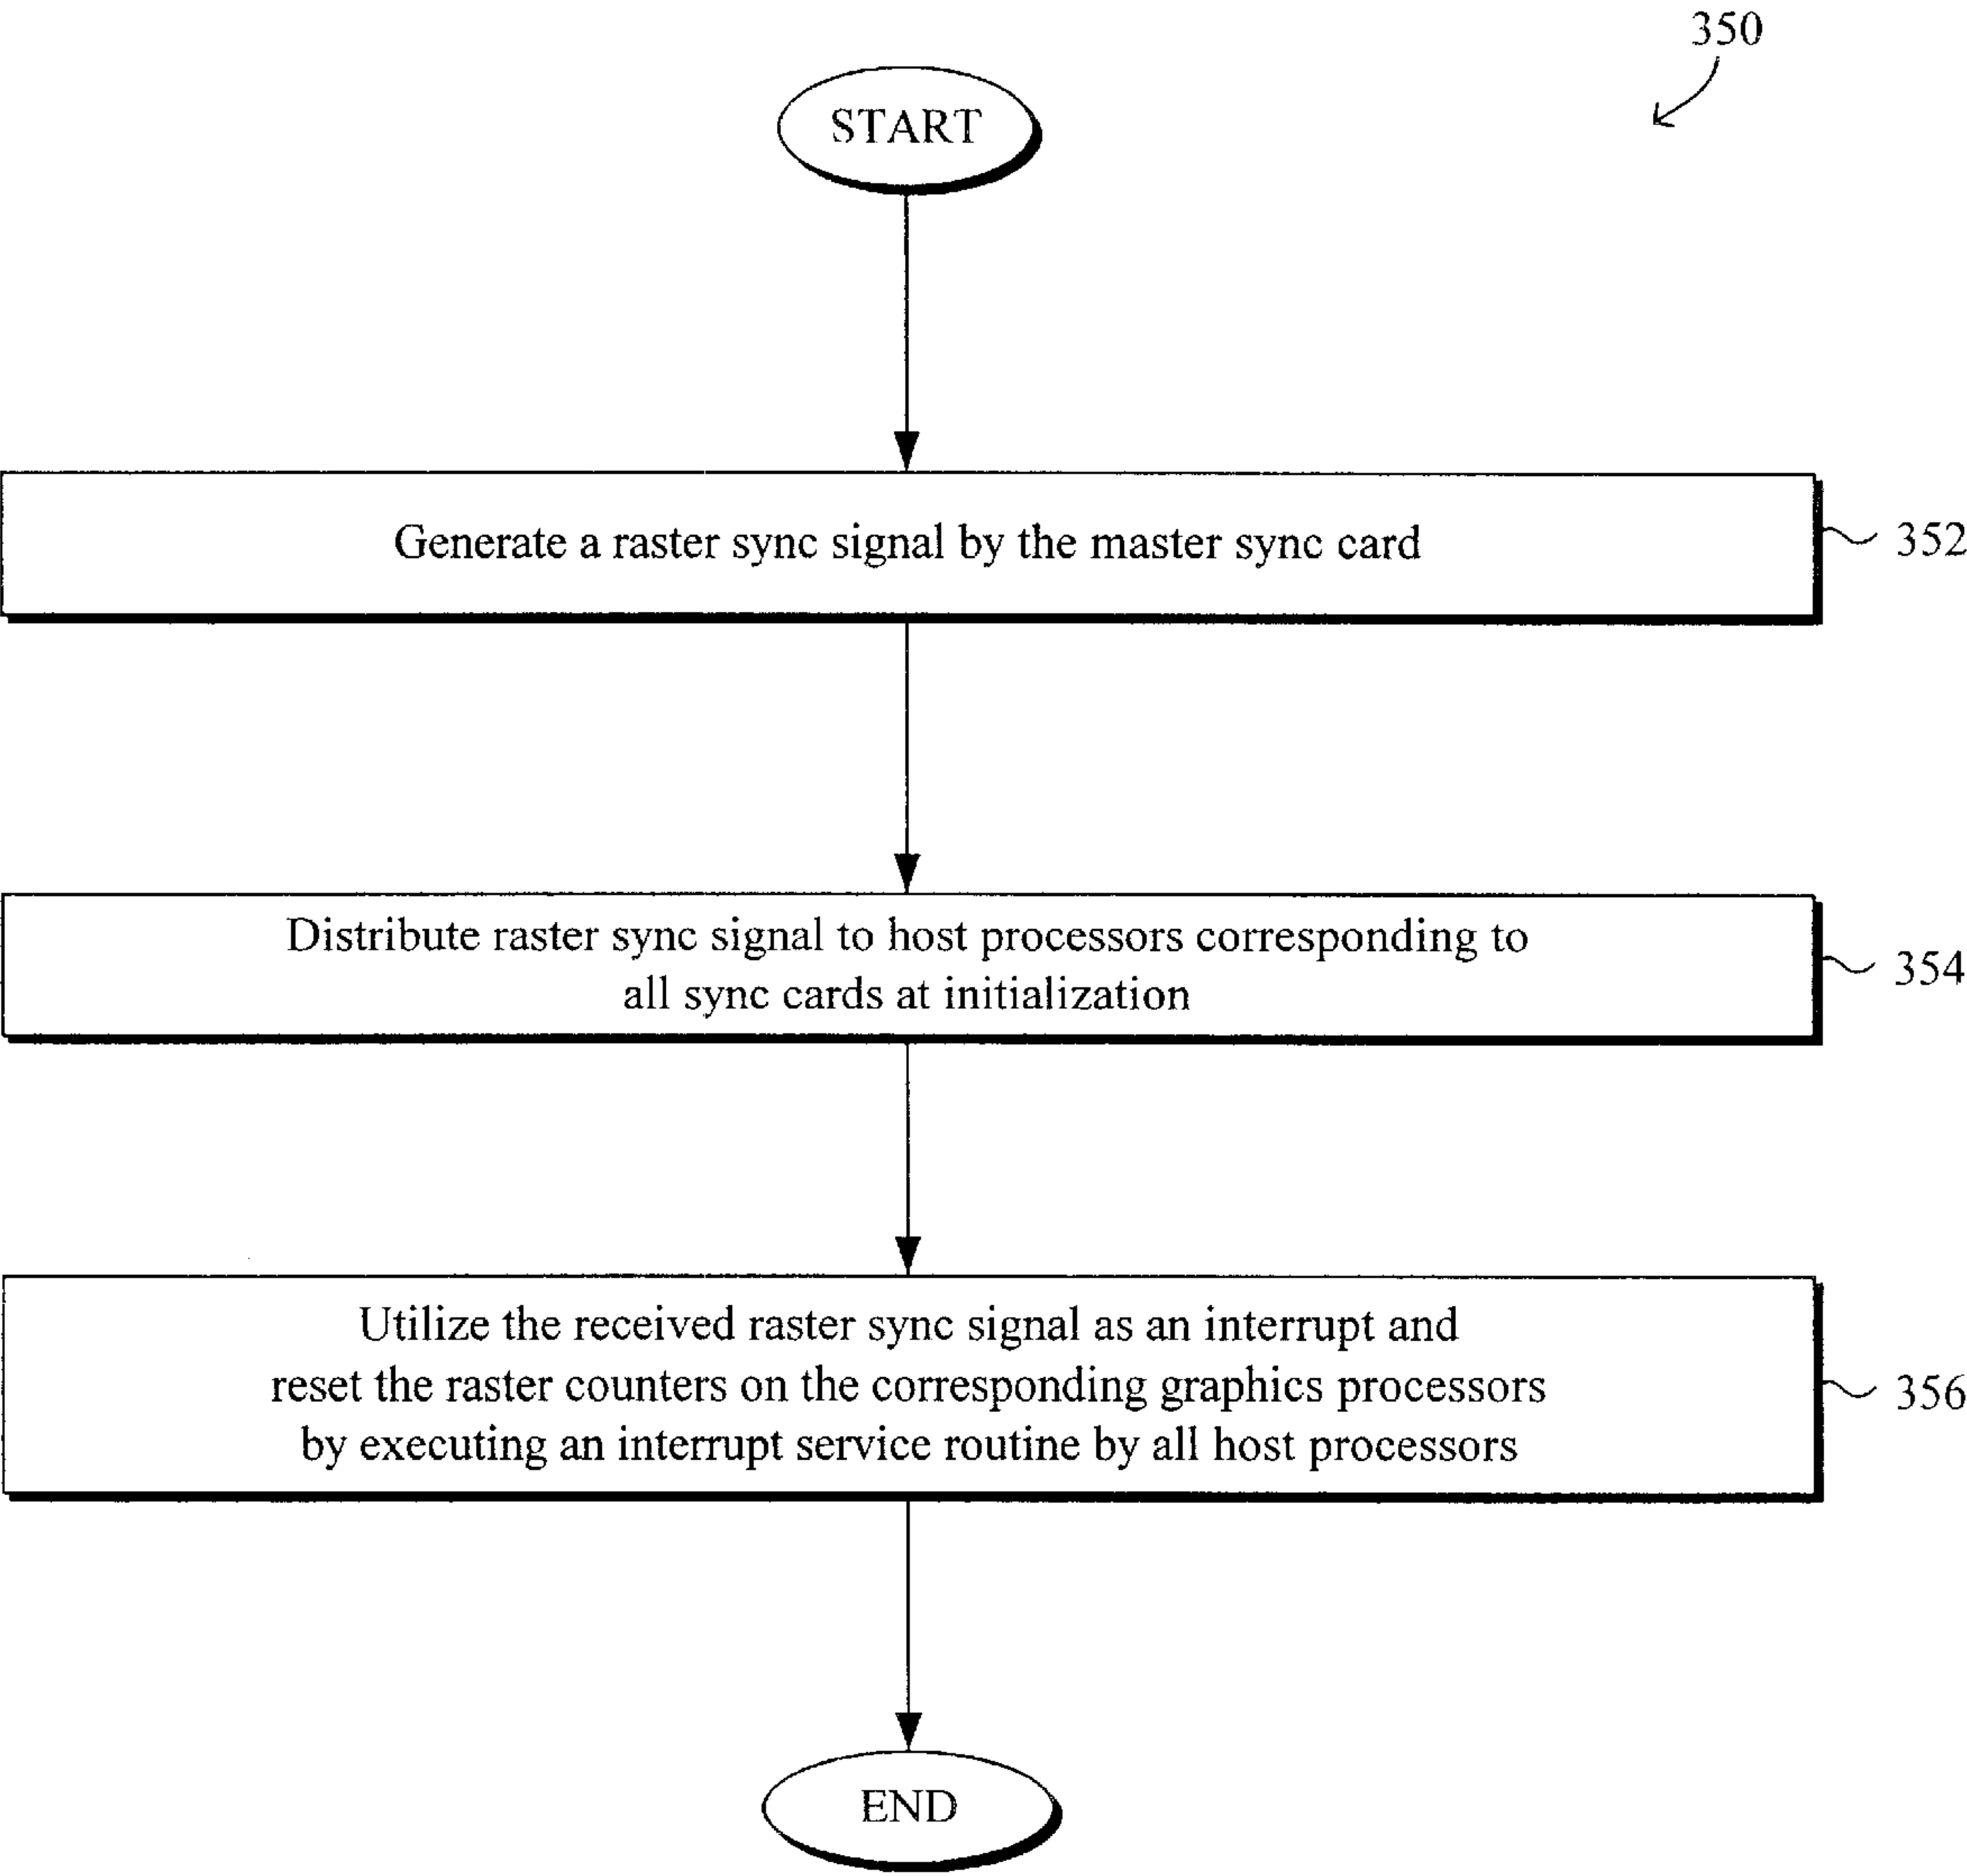 350
START
Generate a raster sync signal by the master sync card
352
Distribute raster sync signal to host processors corresponding to
all sync cards at initialization
354
Utilize the received raster sync signal as an interrupt and
reset the raster counters on the corresponding graphics processors
by executing an interrupt service routine by all host processors
356
END